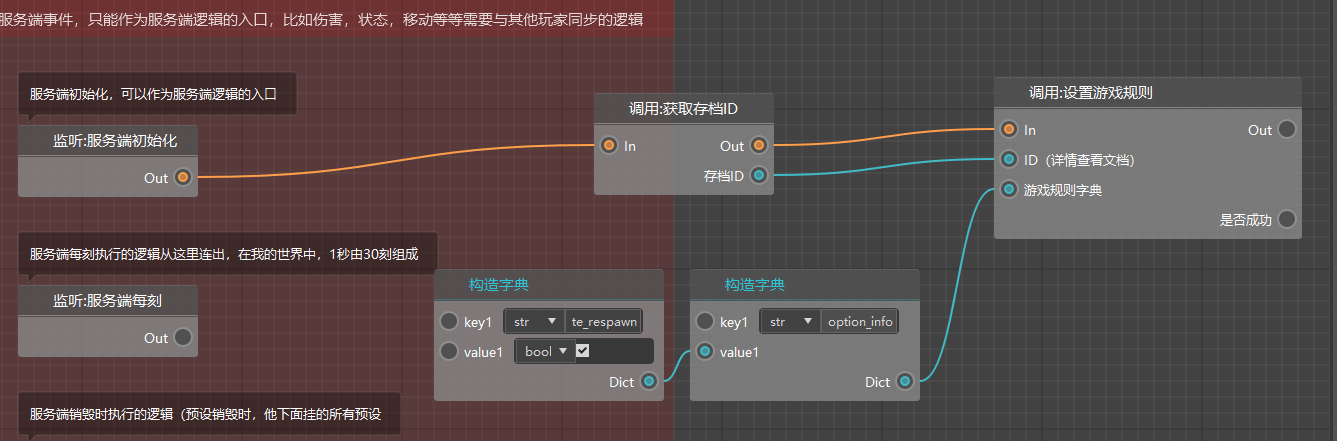 服务端事件，只能作为服务端逻辑的入口，比如伤害，状态，移动等等需要与其他玩家同步的逻辑
服务端初始化，可以作为服务端逻辑的入口
监听:服务端初始化
Out
调用:获取存档ID
In
Out
存档ID
调用:设置游戏规则
In
Out
ID（详情查看文档）
游戏规则字典
是否成功
服务端每刻执行的逻辑从这里连出，在我的世界中，1秒由30刻组成
监听:服务端每刻
Out
构造字典
key1 str te_respawn
value1 bool
Dict
构造字典
key1 str option_info
value1
Dict
服务端销毁时执行的逻辑（预设销毁时，他下面挂的所有预设